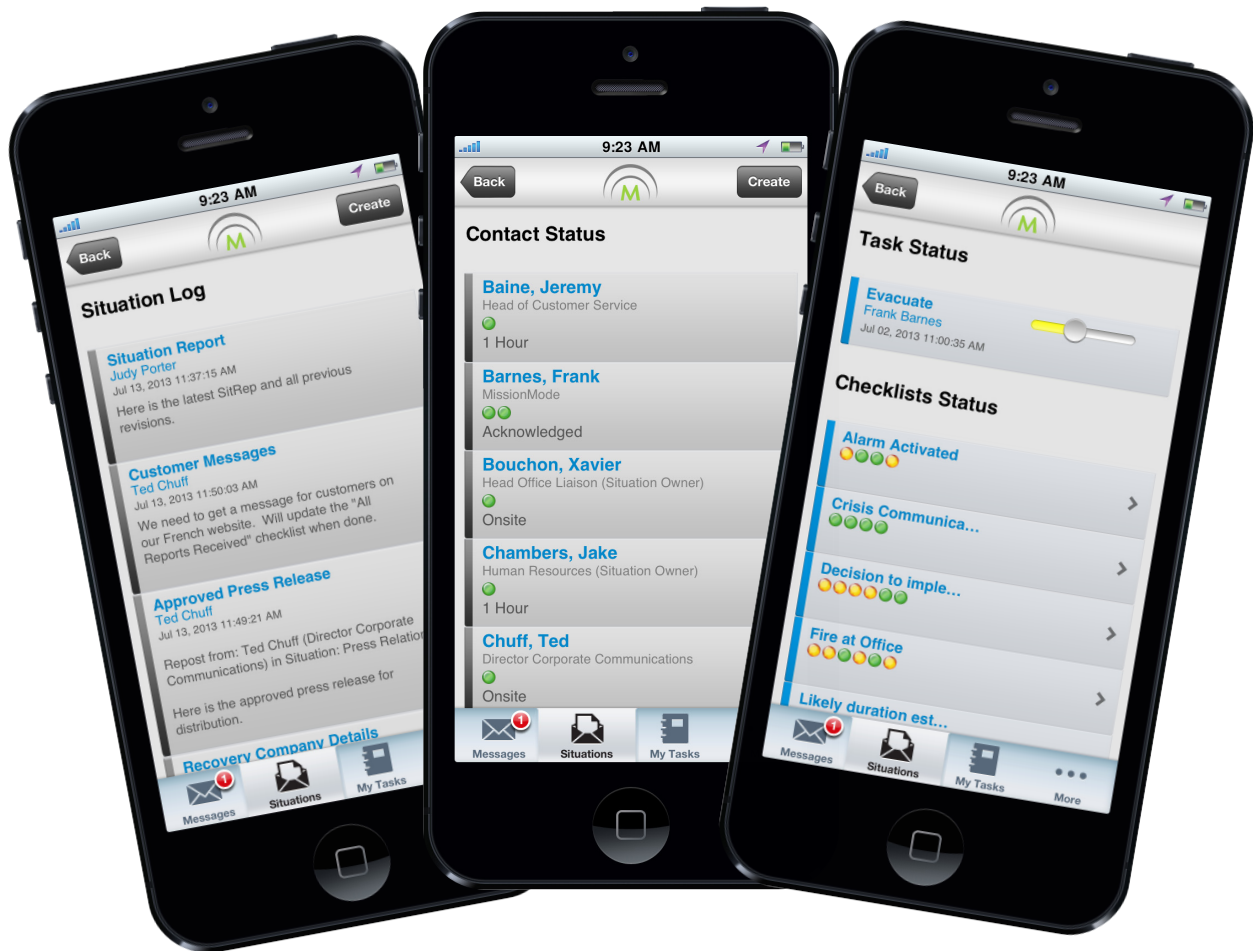 9:23 AM
Back
M
Create
Situation Log
Situation Report
Judy Porter
Jul 13, 2013 11:37:15 AM
Here is the latest SitRep and all previous
revisions.
Customer Messages
Ted Chuff
Jul 13, 2013 11:50:03 AM
We need to get a message for customers on
our French website. Will update the "All
Reports Received" checklist when done.
Approved Press Release
Ted Chuff
Jul 13, 2013 11:49:21 AM
Repost from: Ted Chuff (Director Corporate
Communications) in Situation: Press
Here is the approved press release for
distribution.
Recovery Company Details
1
Messages
Situations
My Tasks
9:23 AM
Back
M
Create
Contact Status
Baine, Jeremy
Head of Customer Service
1 Hour
Barnes, Frank
MissionMode
Acknowledged
Bouchon, Xavier
Head Office Liaison (Situation Owner)
Onsite
Chambers, Jake
Human Resources (Situation Owner)
1 Hour
Chuff, Ted
Director Corporate Communications
Onsite
1
Messages
Situations
My Tasks
9:23 AM
Back
M
Task Status
Evacuate
Frank Barnes
Jul 02, 2013 11:00:35 AM
Checklists Status
Alarm Activated
Crisis Communica...
Decision to imple...
Fire at Office
Likely duration est...
1
Messages
Situations
My Tasks
More